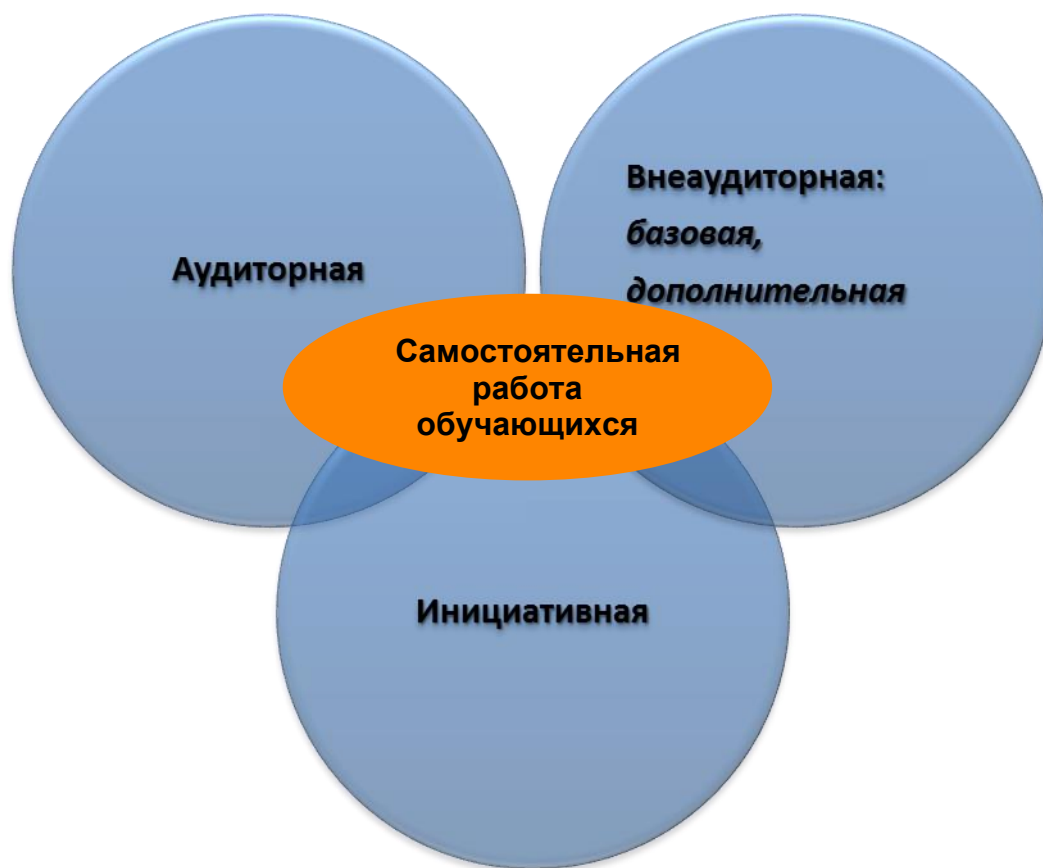 Аудиторная
Внеаудиторная:
базовая,
дополнительная
Самостоятельная
работа
обучающихся
Инициативная